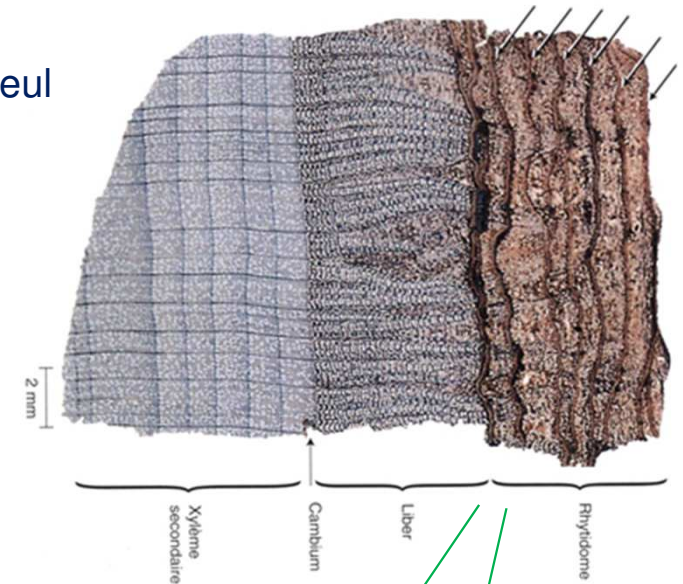 eul
2 mm
Xylème
secondaire
Cambium
Liber
Rhytidome